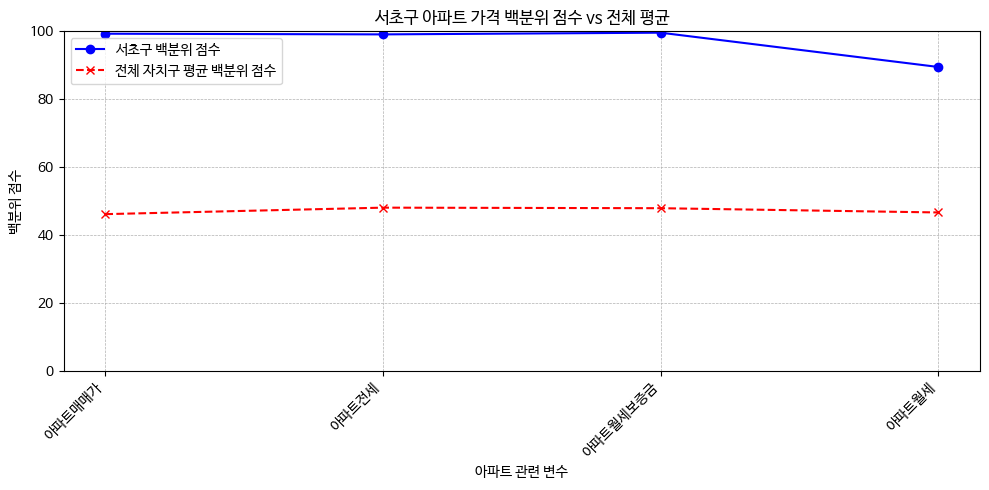 서초구 아파트 가격 백분위 점수 vs 전체 평균
서초구 백분위 점수
전체 자치구 평균 백분위 점수
백분위 점수
100
80
60
40
20
0
아파트매매가
아파트전세
아파트월세보증금
아파트월세
아파트 관련 변수